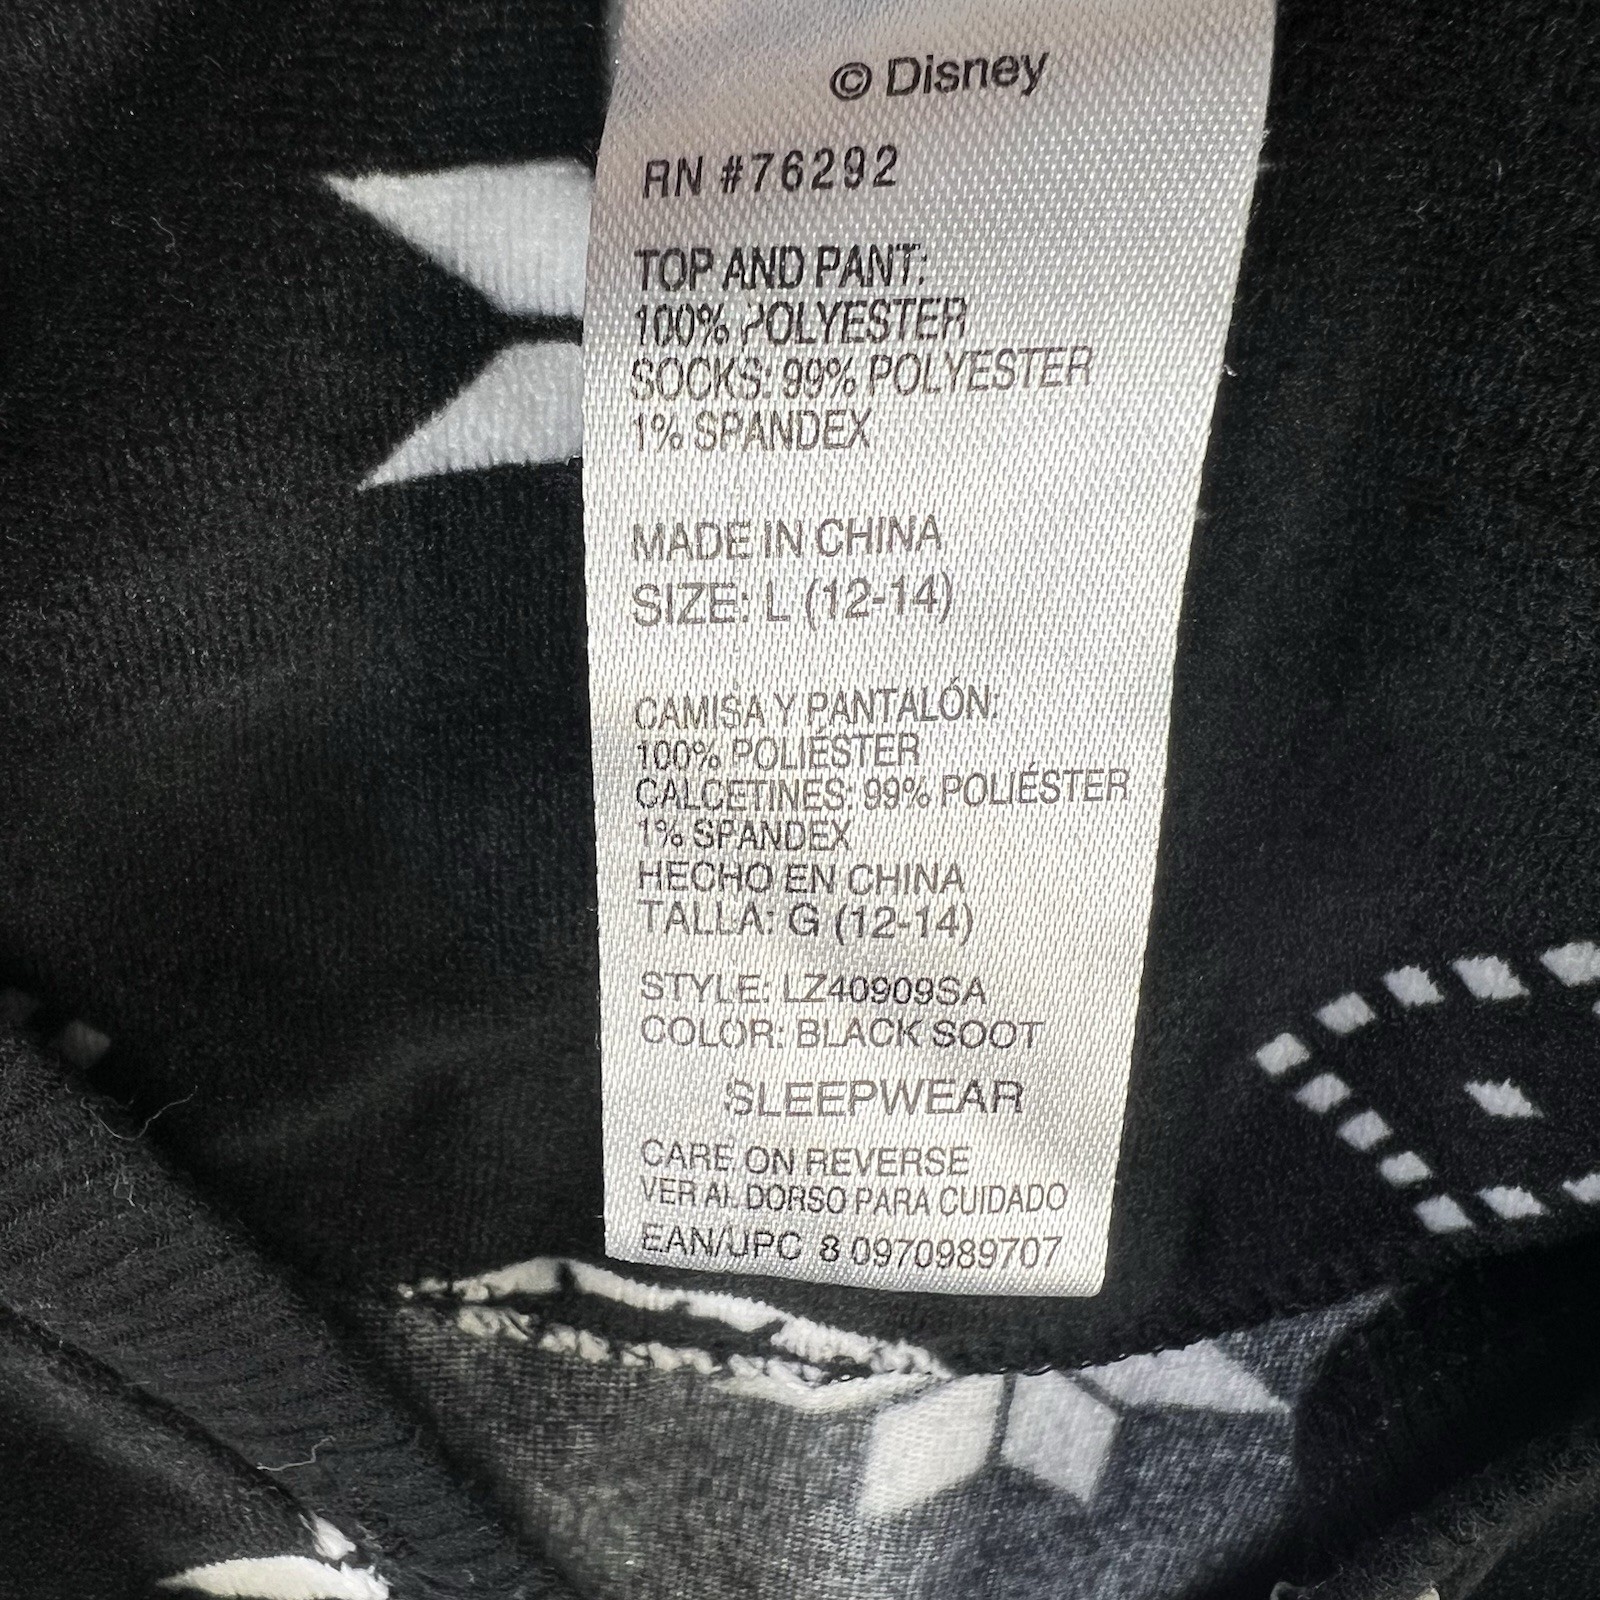 © Disney
RN #76292
TOP AND PANT:
100% POLYESTER
SOCKS: 99% POLYESTER
1% SPANDEX
MADE IN CHINA
SIZE: L (12-14)
CAMISA Y PANTALÓN:
100% POLIÉSTER
CALCETINES: 99% POLIÉSTER
1% SPANDEX
HECHO EN CHINA
TALLA: G (12-14)
STYLE: LZ40909SA
COLOR: BLACK SOOT
SLEEPWEAR
CARE ON REVERSE
VER AL DORSO PARA CUIDADO
EAN/UPC 8 0970989707